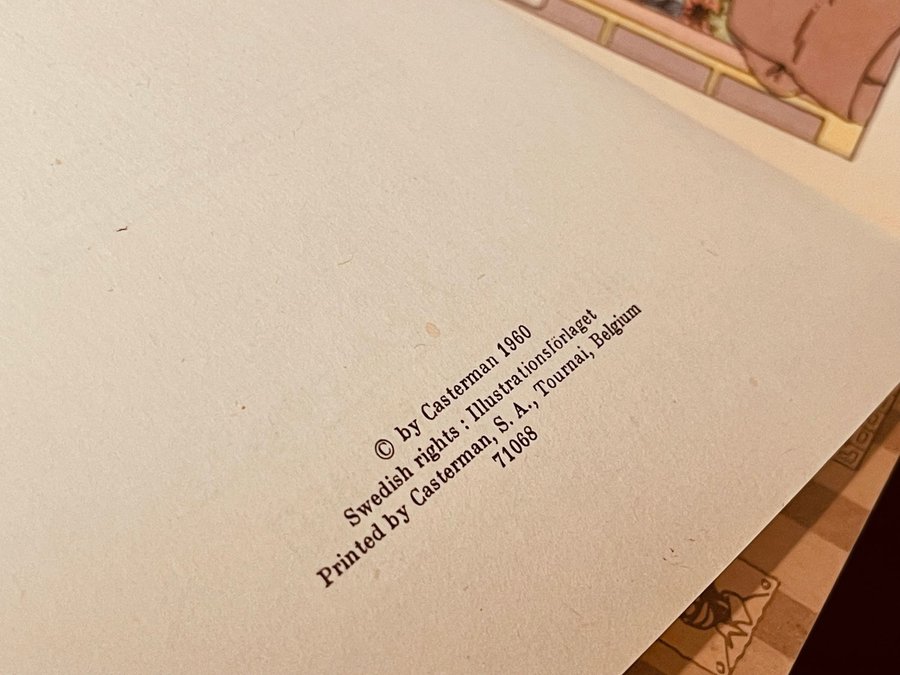 © by Casterman 1960
Swedish rights : Illustrationsförlaget
Printed by Casterman, S. A., Tournai, Belgium
71068